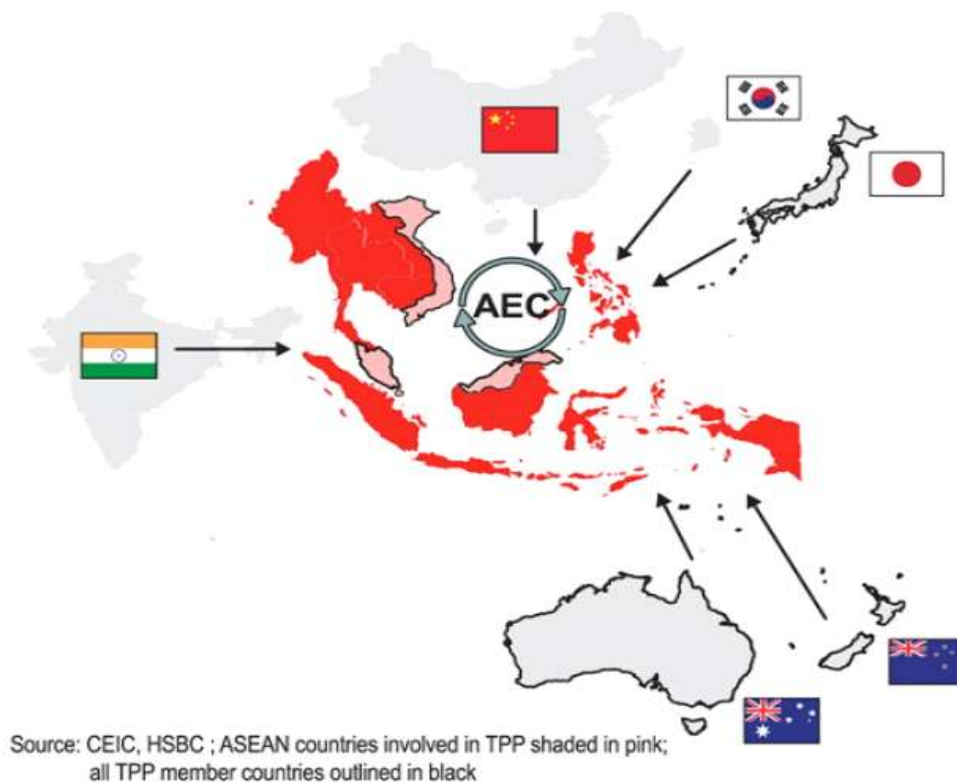 AEC
Source: CEIC, HSBC ; ASEAN countries involved in TPP shaded in pink;
all TPP member countries outlined in black